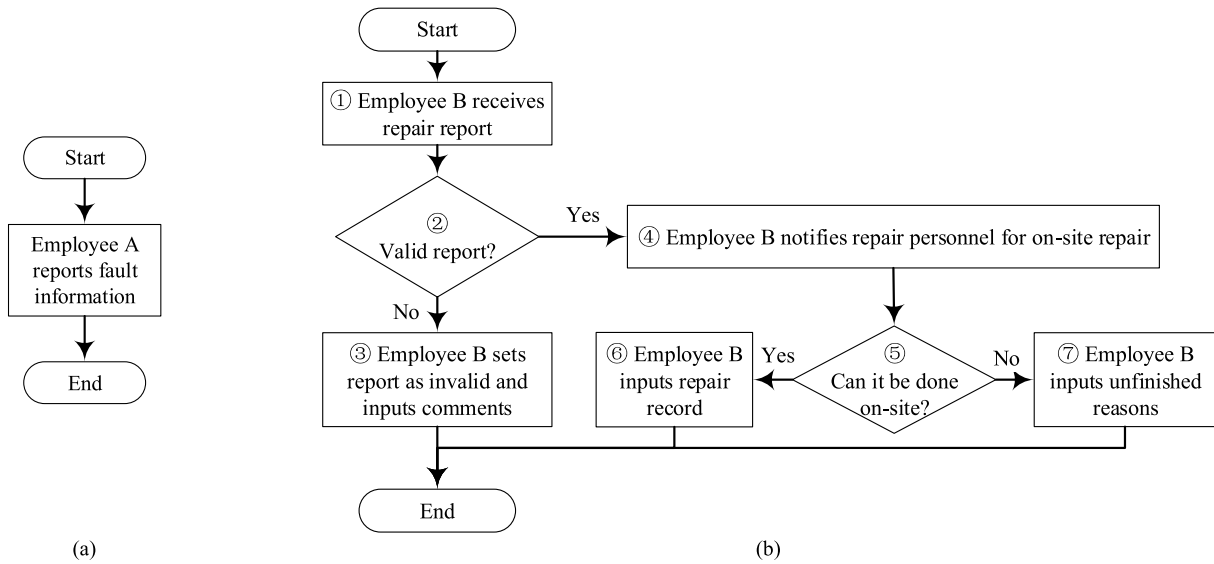 Start
Employee A
reports fault
information
End
(a)
Start
① Employee B receives
repair report
②
Valid report?
Yes
No
③ Employee B sets
report as invalid and
inputs comments
④ Employee B notifies repair personnel for on-site repair
⑤
Can it be done
on-site?
Yes
No
⑥ Employee B
inputs repair
record
⑦ Employee B
inputs unfinished
reasons
End
(b)